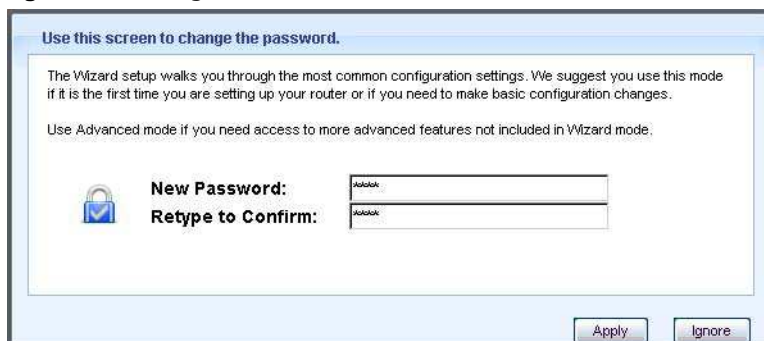 Use this screen to change the password.
The Wizard setup walks you through the most common configuration settings. We suggest you use this mode
if it is the first time you are setting up your router or if you need to make basic configuration changes.
Use Advanced mode if you need access to more advanced features not included in Wizard mode.
New Password: ****
Retype to Confirm: ****
Apply Ignore